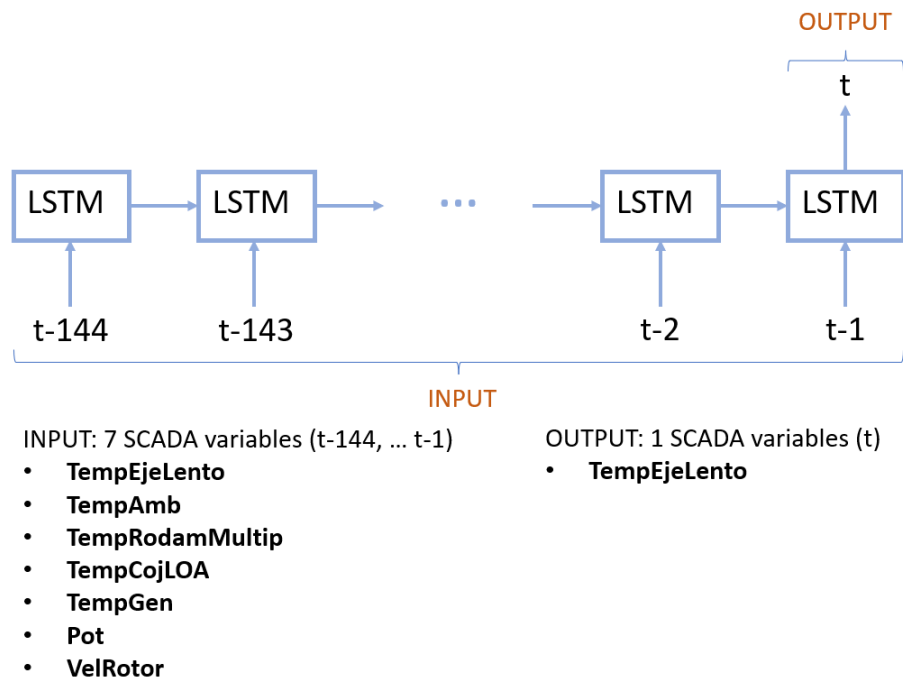 OUTPUT
t
LSTM LSTM ... LSTM LSTM
t-144 t-143 t-2 t-1
INPUT
INPUT: 7 SCADA variables (t-144, ... t-1)
• TempEjeLento
• TempAmb
• TempRodamMultip
• TempCojLOA
• TempGen
• Pot
• VelRotor
OUTPUT: 1 SCADA variables (t)
• TempEjeLento